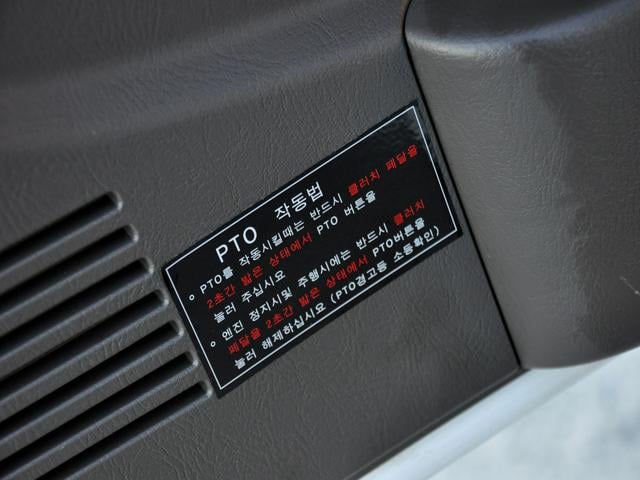 PTO 작동법
o PTO를 작동시킬때는 반드시 클러치 페달을
2초간 밟은 상태에서 PTO 버튼을
눌러 주십시요
o 엔진 정지시및 주행시에는 반드시 클러치
페달을 2초간 밟은 상태에서 PTO버튼을
눌러 해제하십시요 (PTO경고등 소등확인)